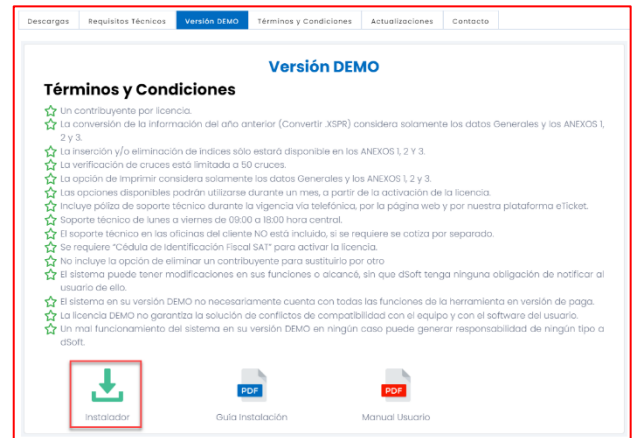 Descargas Requisitos Técnicos Versión DEMO Términos y Condiciones Actualizaciones Contacto
Versión DEMO
Términos y Condiciones
Un contribuyente por licencia.
La conversión de la información del año anterior (Convertir .XSPR) considera solamente los datos Generales y los ANEXOS 1,
2 y 3.
La inserción y/o eliminación de índices sólo estará disponible en los ANEXOS 1, 2 Y 3.
La verificación de cruces está limitada a 50 cruces.
La opción de Imprimir considera solamente los datos Generales y los ANEXOS 1, 2 y 3.
Las opciones disponibles podrán utilizarse durante un mes, a partir de la activación de la licencia.
Incluye póliza de soporte técnico durante la vigencia vía telefónica, por la página web y por nuestra plataforma eTicket.
Soporte técnico de lunes a viernes de 09:00 a 18:00 hora central.
El soporte técnico en las oficinas del cliente NO está incluido, si se requiere se cotiza por separado.
Se requiere "Cédula de Identificación Fiscal SAT" para activar la licencia.
No incluye la opción de eliminar un contribuyente para sustituirlo por otro
El sistema puede tener modificaciones en sus funciones o alcancé, sin que dSoft tenga ninguna obligación de notificar al
usuario de ello.
El sistema en su versión DEMO no necesariamente cuenta con todas las funciones de la herramienta en versión de paga.
La licencia DEMO no garantiza la solución de conflictos de compatibilidad con el equipo y con el software del usuario.
Un mal funcionamiento del sistema en su versión DEMO en ningún caso puede generar responsabilidad de ningún tipo a
dSoft.
PDF PDF
Instalador Guía Instalación Manual Usuario